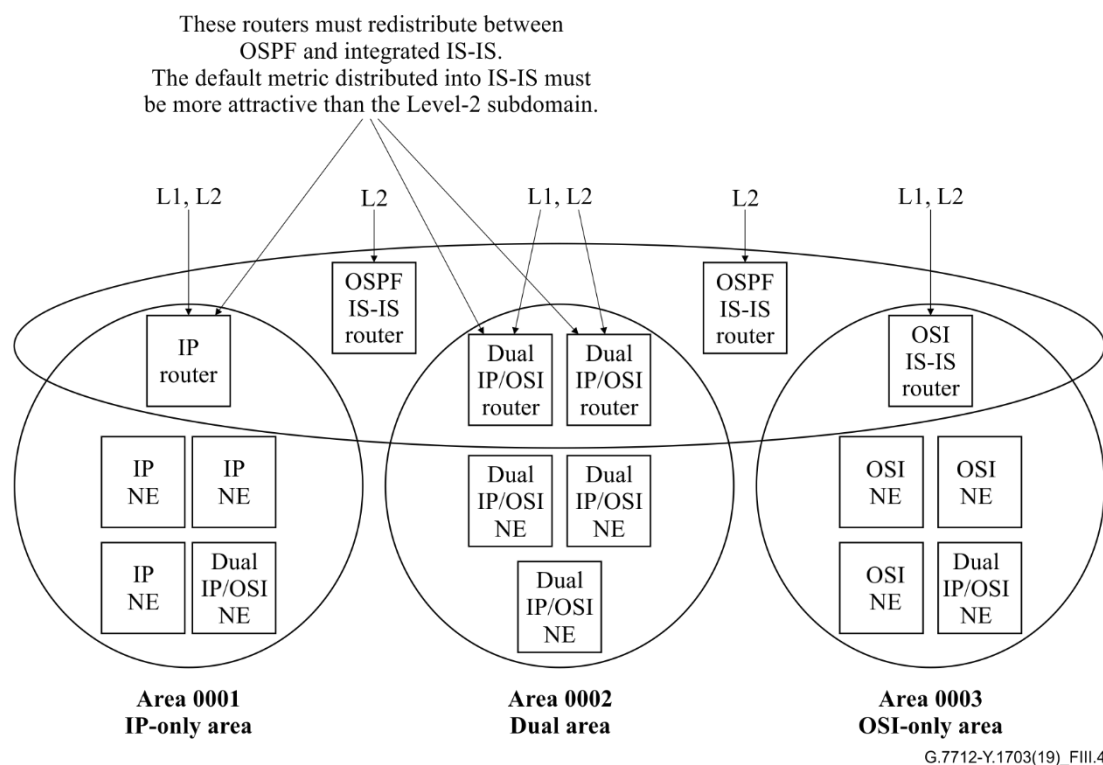 These routers must redistribute between
OSPF and integrated IS-IS.
The default metric distributed into IS-IS must
be more attractive than the Level-2 subdomain.
L1, L2
L2
L1, L2
L2
L1, L2
IP
router
OSPF
IS-IS
router
Dual
IP/OSI
router
Dual
IP/OSI
router
OSPF
IS-IS
router
OSI
IS-IS
router
IP
NE
IP
NE
IP
NE
Dual
IP/OSI
NE
Dual
IP/OSI
NE
Dual
IP/OSI
NE
Dual
IP/OSI
NE
OSI
NE
OSI
NE
OSI
NE
Dual
IP/OSI
NE
Area 0001
IP-only area
Area 0002
Dual area
Area 0003
OSI-only area
G.7712-Y.1703(19)_FIII.4